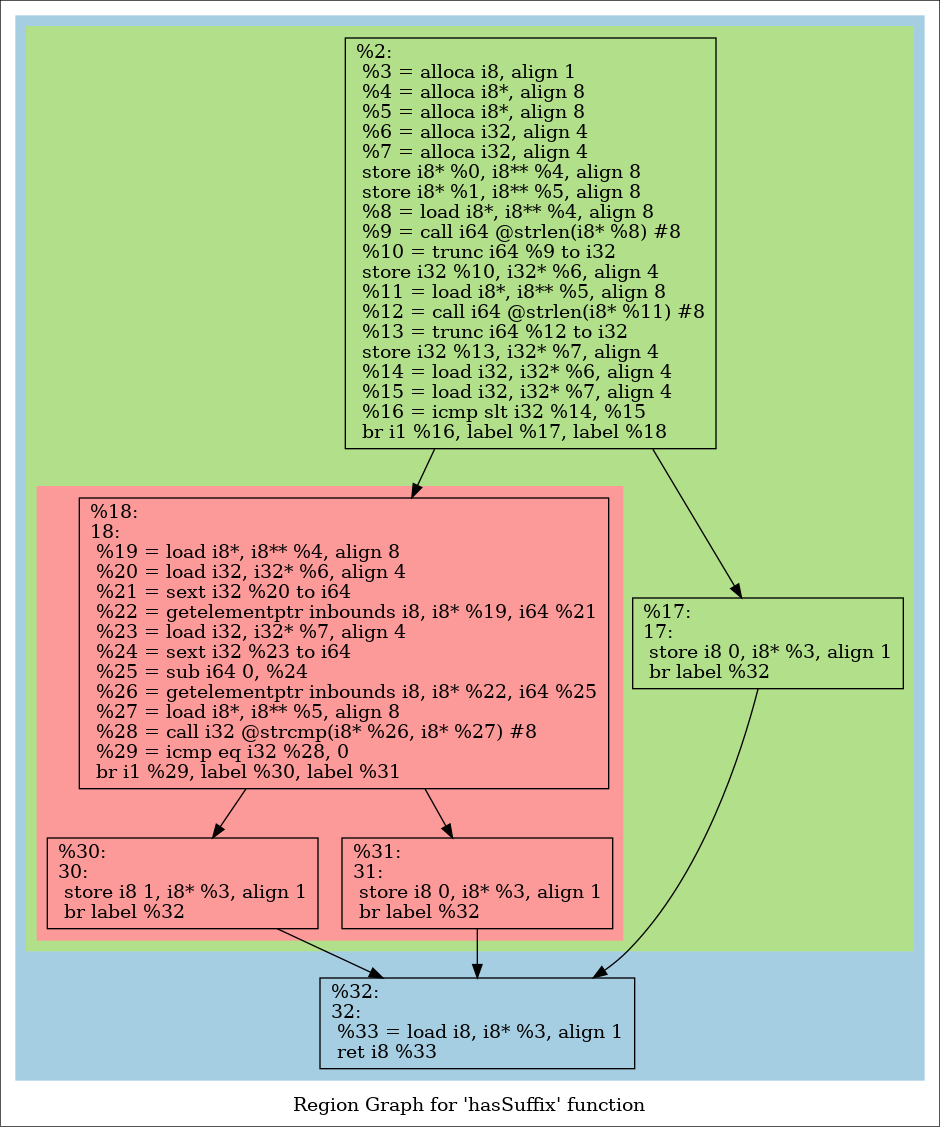 %2:
%3 = alloca i8, align 1
%4 = alloca i8*, align 8
%5 = alloca i8*, align 8
%6 = alloca i32, align 4
%7 = alloca i32, align 4
store i8* %0, i8** %4, align 8
store i8* %1, i8** %5, align 8
%8 = load i8*, i8** %4, align 8
%9 = call i64 @strlen(i8* %8) #8
%10 = trunc i64 %9 to i32
store i32 %10, i32* %6, align 4
%11 = load i8*, i8** %5, align 8
%12 = call i64 @strlen(i8* %11) #8
%13 = trunc i64 %12 to i32
store i32 %13, i32* %7, align 4
%14 = load i32, i32* %6, align 4
%15 = load i32, i32* %7, align 4
%16 = icmp slt i32 %14, %15
br i1 %16, label %17, label %18
%18:
18:
%19 = load i8*, i8** %4, align 8
%20 = load i32, i32* %6, align 4
%21 = sext i32 %20 to i64
%22 = getelementptr inbounds i8, i8* %19, i64 %21
%23 = load i32, i32* %7, align 4
%24 = sext i32 %23 to i64
%25 = sub i64 0, %24
%26 = getelementptr inbounds i8, i8* %22, i64 %25
%27 = load i8*, i8** %5, align 8
%28 = call i32 @strcmp(i8* %26, i8* %27) #8
%29 = icmp eq i32 %28, 0
br i1 %29, label %30, label %31
%17:
17:
store i8 0, i8* %3, align 1
br label %32
%30:
30:
store i8 1, i8* %3, align 1
br label %32
%31:
31:
store i8 0, i8* %3, align 1
br label %32
%32:
32:
%33 = load i8, i8* %3, align 1
ret i8 %33
Region Graph for 'hasSuffix' function